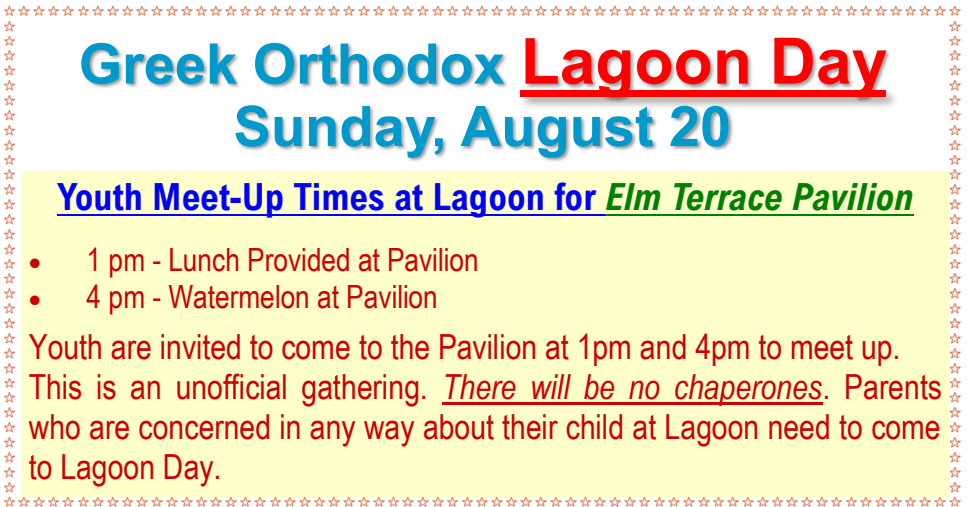 Greek Orthodox Lagoon Day
Sunday, August 20
Youth Meet-Up Times at Lagoon for Elm Terrace Pavilion
• 1 pm - Lunch Provided at Pavilion
• 4 pm - Watermelon at Pavilion
Youth are invited to come to the Pavilion at 1pm and 4pm to meet up.
This is an unofficial gathering. There will be no chaperones. Parents
who are concerned in any way about their child at Lagoon need to come
to Lagoon Day.